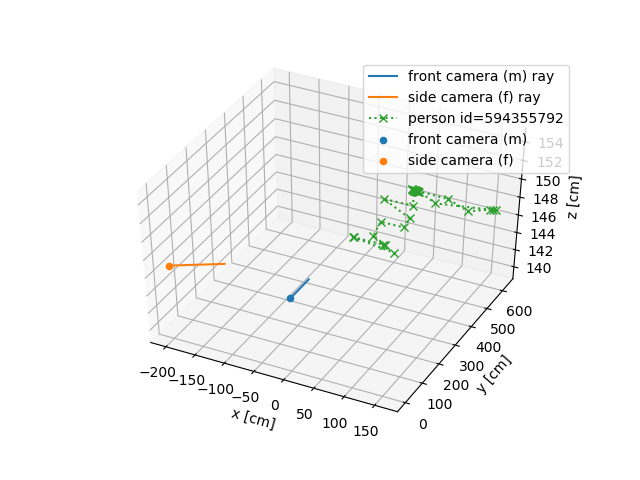 front camera (m) ray
side camera (f) ray
person id=594355792
front camera (m)
side camera (f)
154
152
150
148
146
144
142
140
z [cm]
600
500
400
300
200
100
0
y [cm]
−200
−150
−100
−50
0
50
100
150
x [cm]